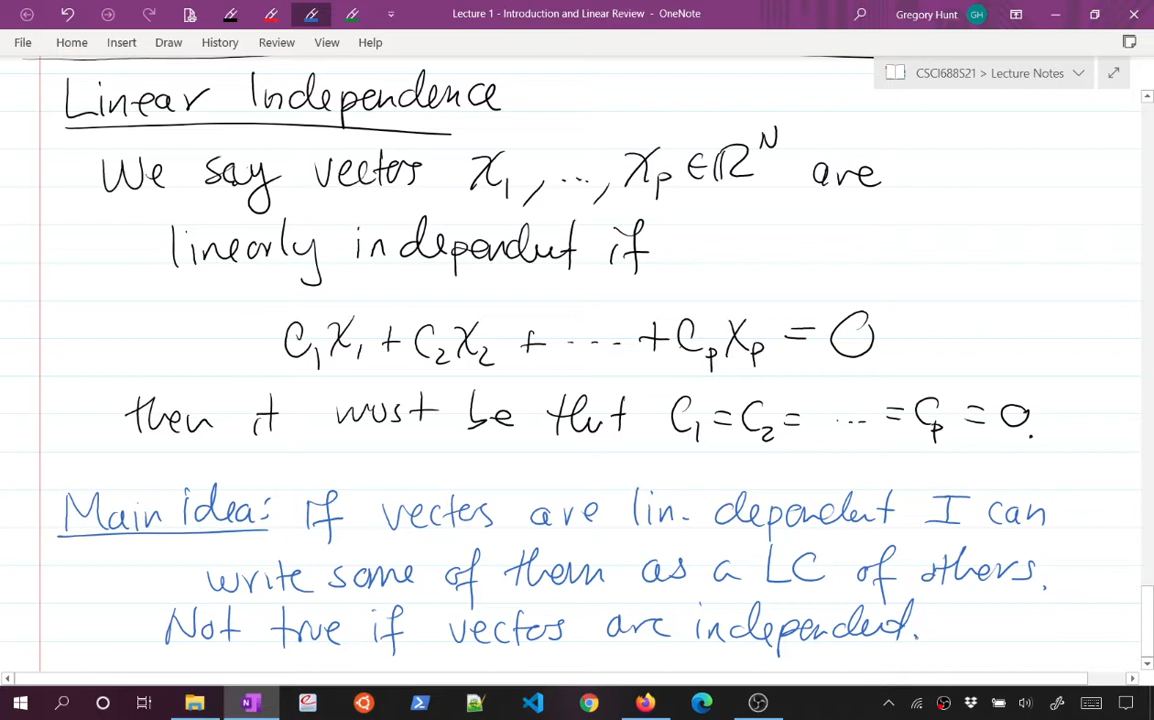 Lecture 1 - Introduction and Linear Review - OneNote
Gregory Hunt
GH
File Home Insert Draw History Research View Help
CSCI688S21 > Lecture Notes
Linear Independence
We say vectors x₁, ..., xₚ ∈ ℝᴺ are
linearly independent if
C₁x₁ + C₂x₂ + ··· + Cₚxₚ = 0
then it must be that C₁ = C₂ = ... = Cₚ = 0.
Main idea: If vectors are lin. dependent I can
write some of them as a LC of others.
Not true if vectors are independent.